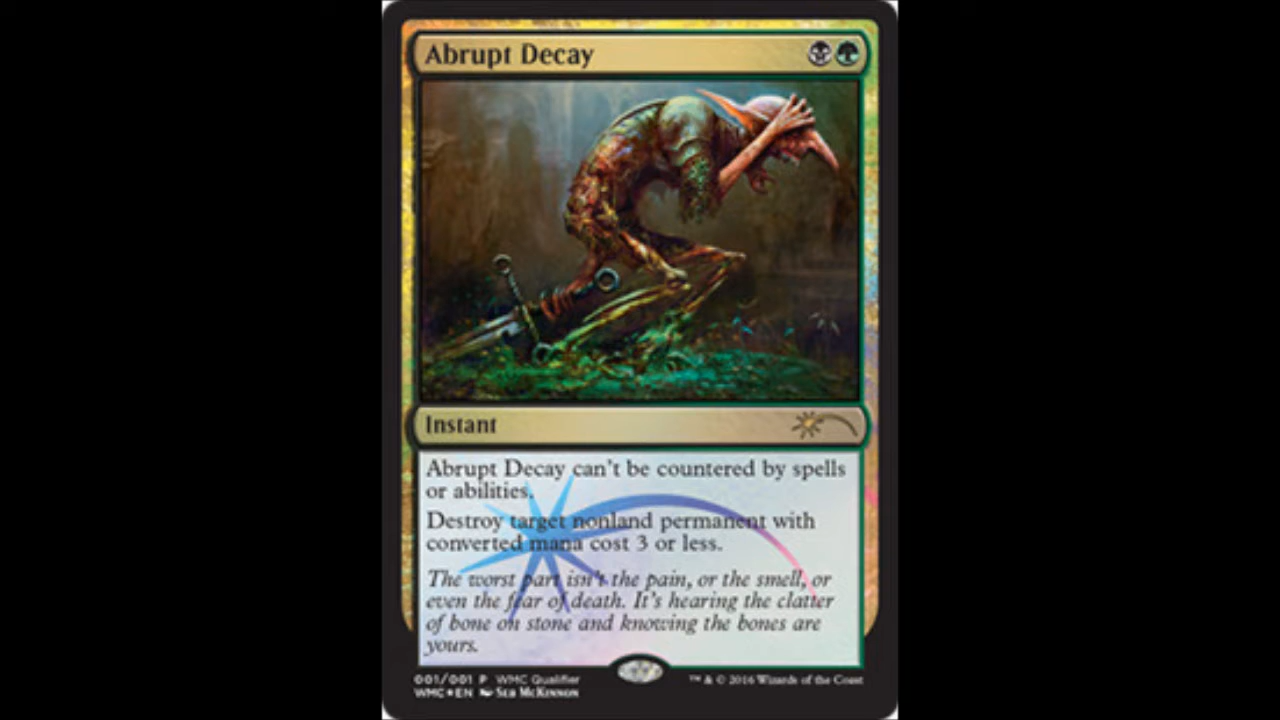 Abrupt Decay
Instant
Abrupt Decay can't be countered by spells
or abilities.
Destroy target nonland permanent with
converted mana cost 3 or less.
The worst part isn't the pain, or the smell, or
even the fear of death. It's hearing the clatter
of bone on stone and knowing the bones are
yours.
001/001 P WMC Qualifier
WMC★EN Seb McKinnon
™ & © 2016 Wizards of the Coast